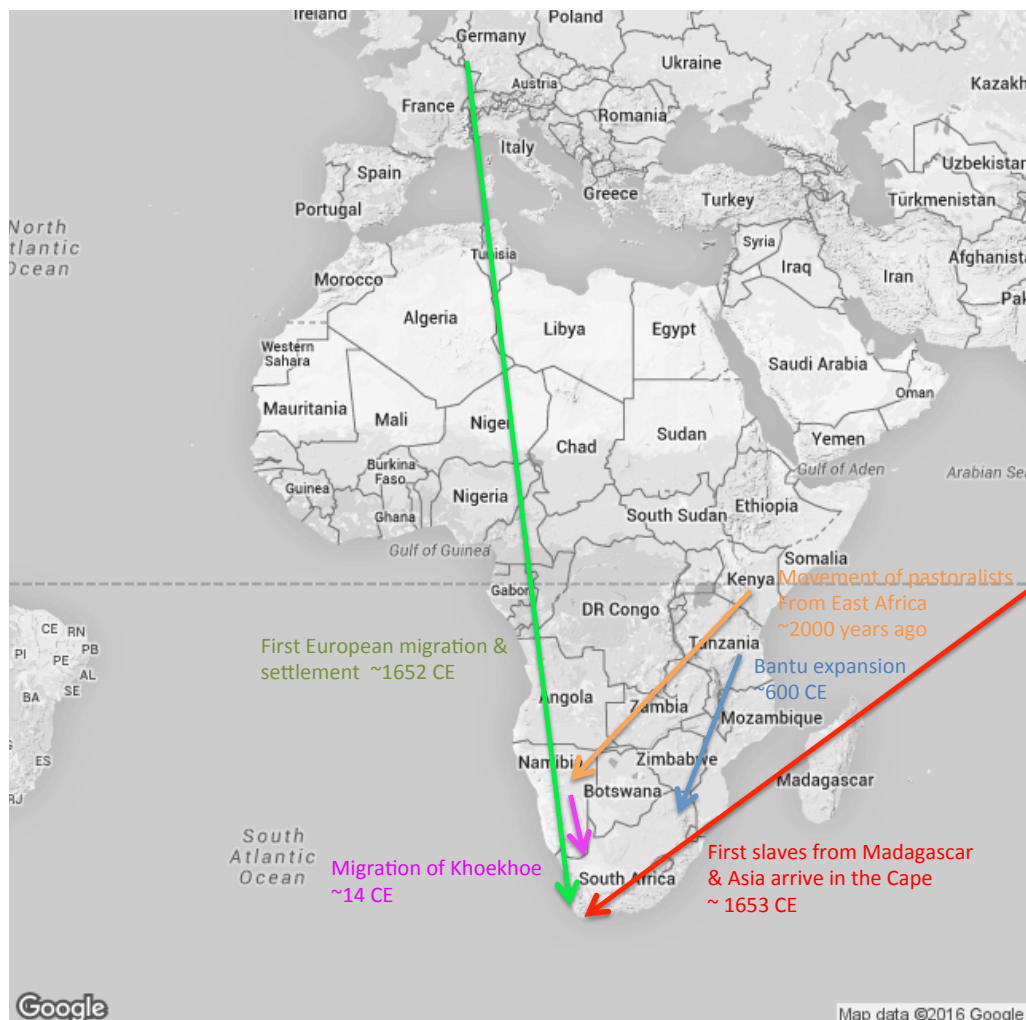 Ireland
Poland
Germany
Ukraine
Kazakh
Austria
France
Romania
Italy
Uzbekistan
Spain
Greece
Turkey
Türkmenistan
Portugal
North
tlantic
Ocean
Syria
Afghanista
Tunisia
Iraq
Iran
Morocco
Pak
Algeria
Libya
Egypt
Western
Sahara
Saudi Arabia
Oman
Mauritania
Mali
Niger
Chad
Sudan
Yemen
Gulf of Aden
Arabian Sea
Burkina
Faso
Guinea
Nigeria
Ethiopia
Ghana
South Sudan
Gulf of Guinea
Somalia
Kenya
Movement of pastoralists
From East Africa
~2000 years ago
Gabon
DR Congo
CE
RN
PI
PB
PE
AL
SE
BA
First European migration &
settlement ~1652 CE
Tanzania
Bantu expansion
~600 CE
Angola
Zambia
Mozambique
ES
RJ
Namibia
Zimbabwe
Botswana
Madagascar
South
Atlantic
Ocean
Migration of Khoekhoe
~14 CE
South Africa
First slaves from Madagascar
& Asia arrive in the Cape
~ 1653 CE
Google
Map data ©2016 Google